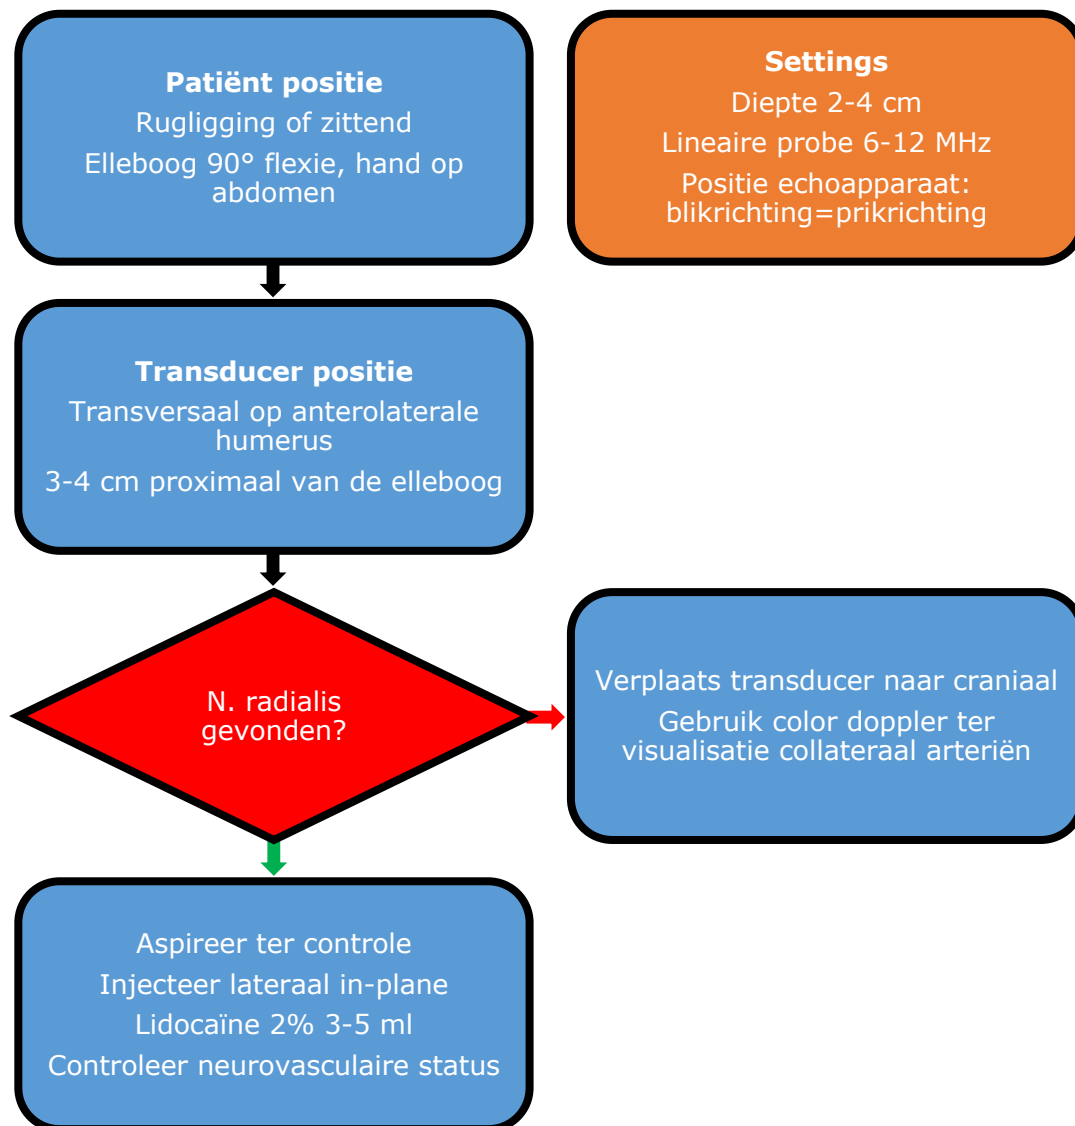 Patiënt positie
Rugligging of zittend
Elleboog 90° flexie, hand op
abdomen
Settings
Diepte 2-4 cm
Lineaire probe 6-12 MHz
Positie echoapparaat:
blikrichting=prikrichting
Transducer positie
Transversaal op anterolaterale
humerus
3-4 cm proximaal van de elleboog
N. radialis
gevonden?
Verplaats transducer naar craniaal
Gebruik color doppler ter
visualisatie collateraal arteriën
Aspireer ter controle
Injecteer lateraal in-plane
Lidocaïne 2% 3-5 ml
Controleer neurovasculaire status